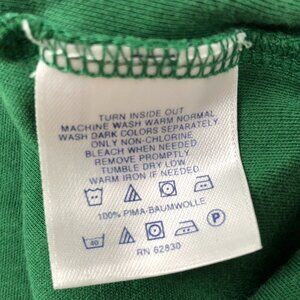 TURN INSIDE OUT
MACHINE WASH WARM NORMAL
WASH DARK COLORS SEPARATELY
ONLY NON-CHLORINE
BLEACH WHEN NEEDED
REMOVE PROMPTLY
TUMBLE DRY LOW
WARM IRON IF NEEDED
100% PIMA-BAUMWOLLE
40 P
RN 62830